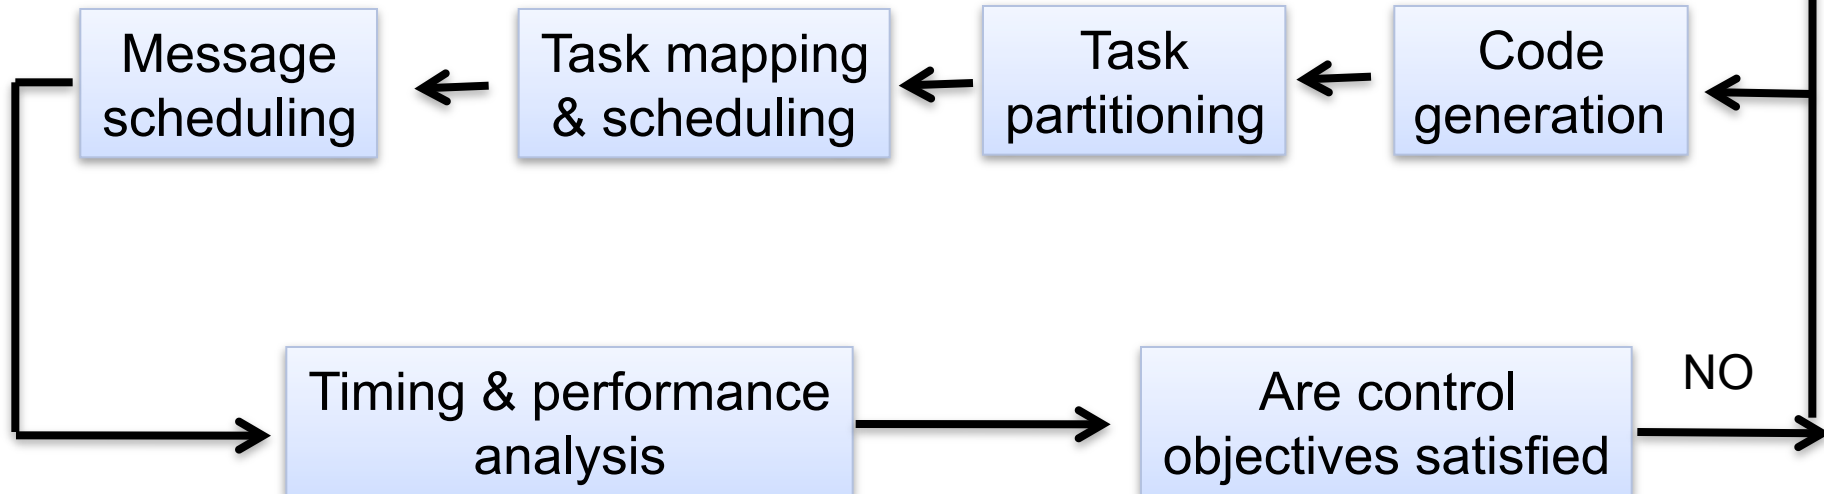 Message
scheduling
Task mapping
& scheduling
Task
partitioning
Code
generation
Timing & performance
analysis
Are control
objectives satisfied
NO